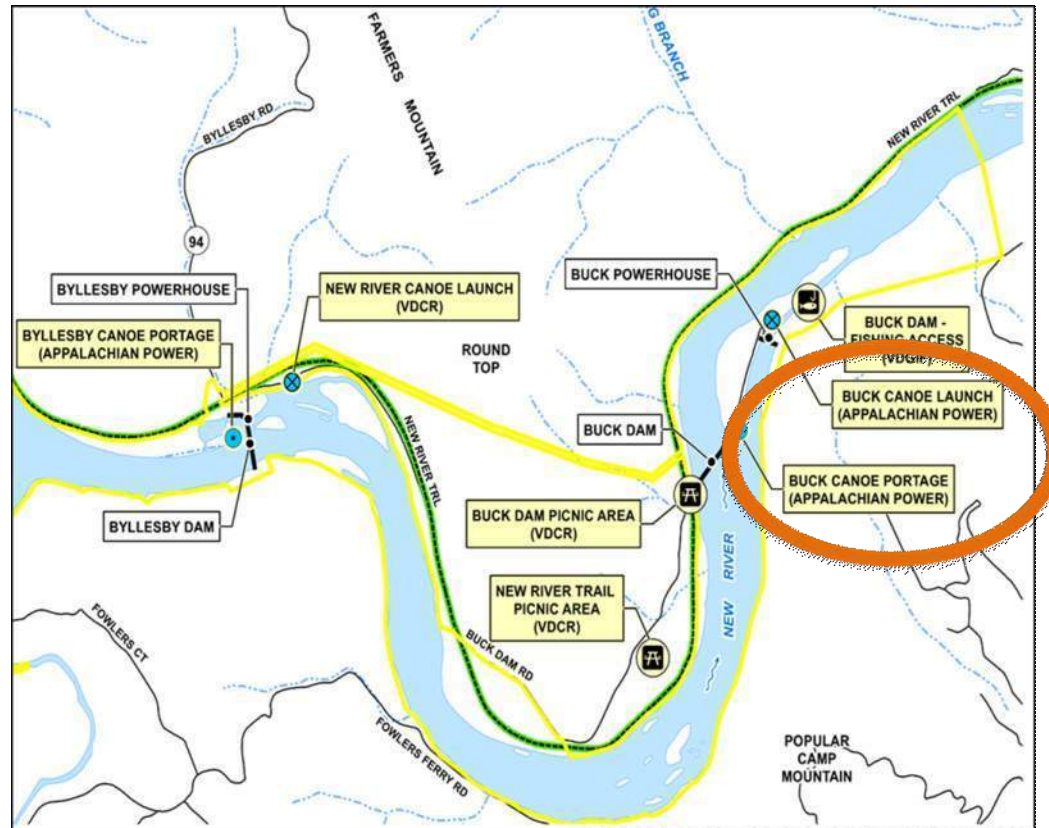 FARMERS
MOUNTAIN
G BRANCH
BYLLESBY RD
NEW RIVER TRL
94
BYLLESBY POWERHOUSE
NEW RIVER CANOE LAUNCH
(VDCR)
BUCK POWERHOUSE
BYLLESBY CANOE PORTAGE
(APPALACHIAN POWER)
ROUND
TOP
BUCK DAM -
FISHING ACCESS
(VDGIF)
BUCK CANOE LAUNCH
(APPALACHIAN POWER)
NEW RIVER TRL
BUCK DAM
BUCK CANOE PORTAGE
(APPALACHIAN POWER)
BYLLESBY DAM
BUCK DAM PICNIC AREA
(VDCR)
NEW RIVER
NEW RIVER TRAIL
PICNIC AREA
(VDCR)
FOWLERS CT
BUCK DAM RD
FOWLERS FERRY RD
POPULAR
CAMP
MOUNTAIN